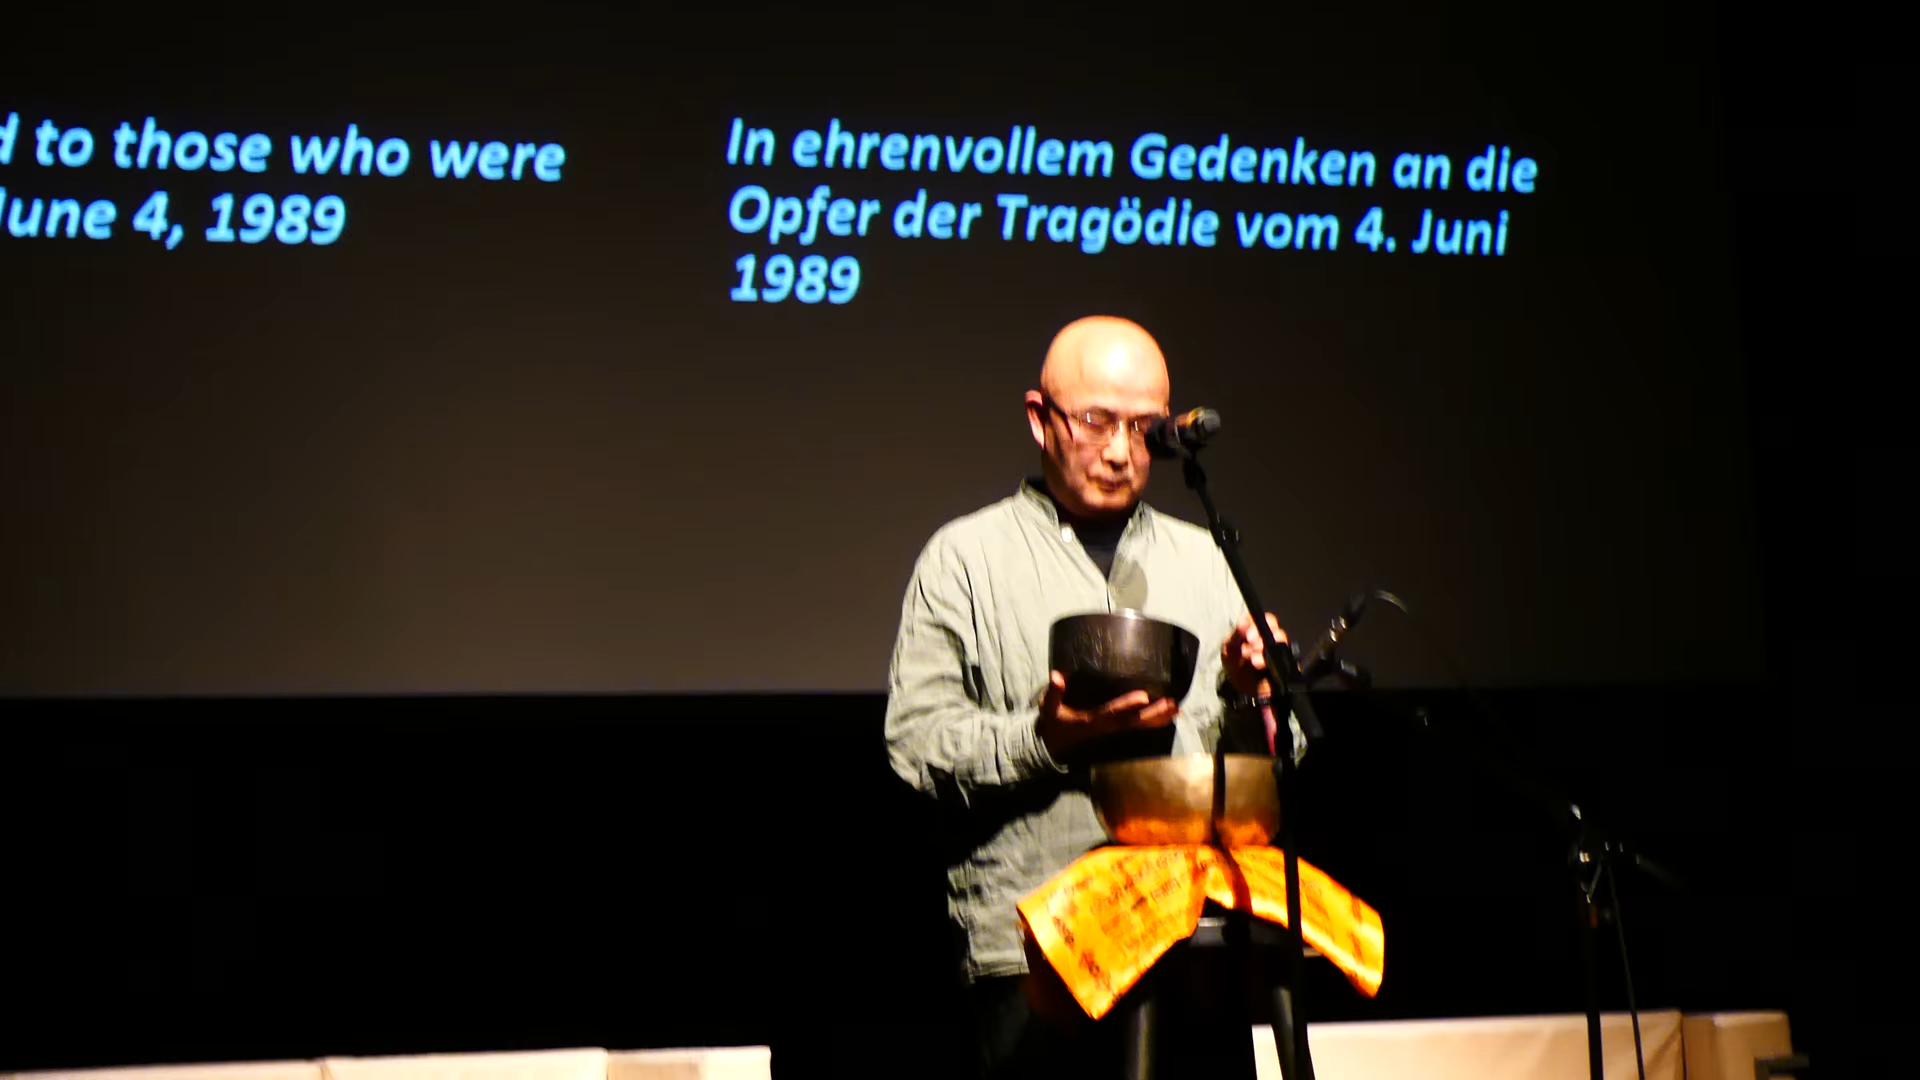 to those who were
June 4, 1989
In ehrenvollem Gedenken an die
Opfer der Tragödie vom 4. Juni
1989